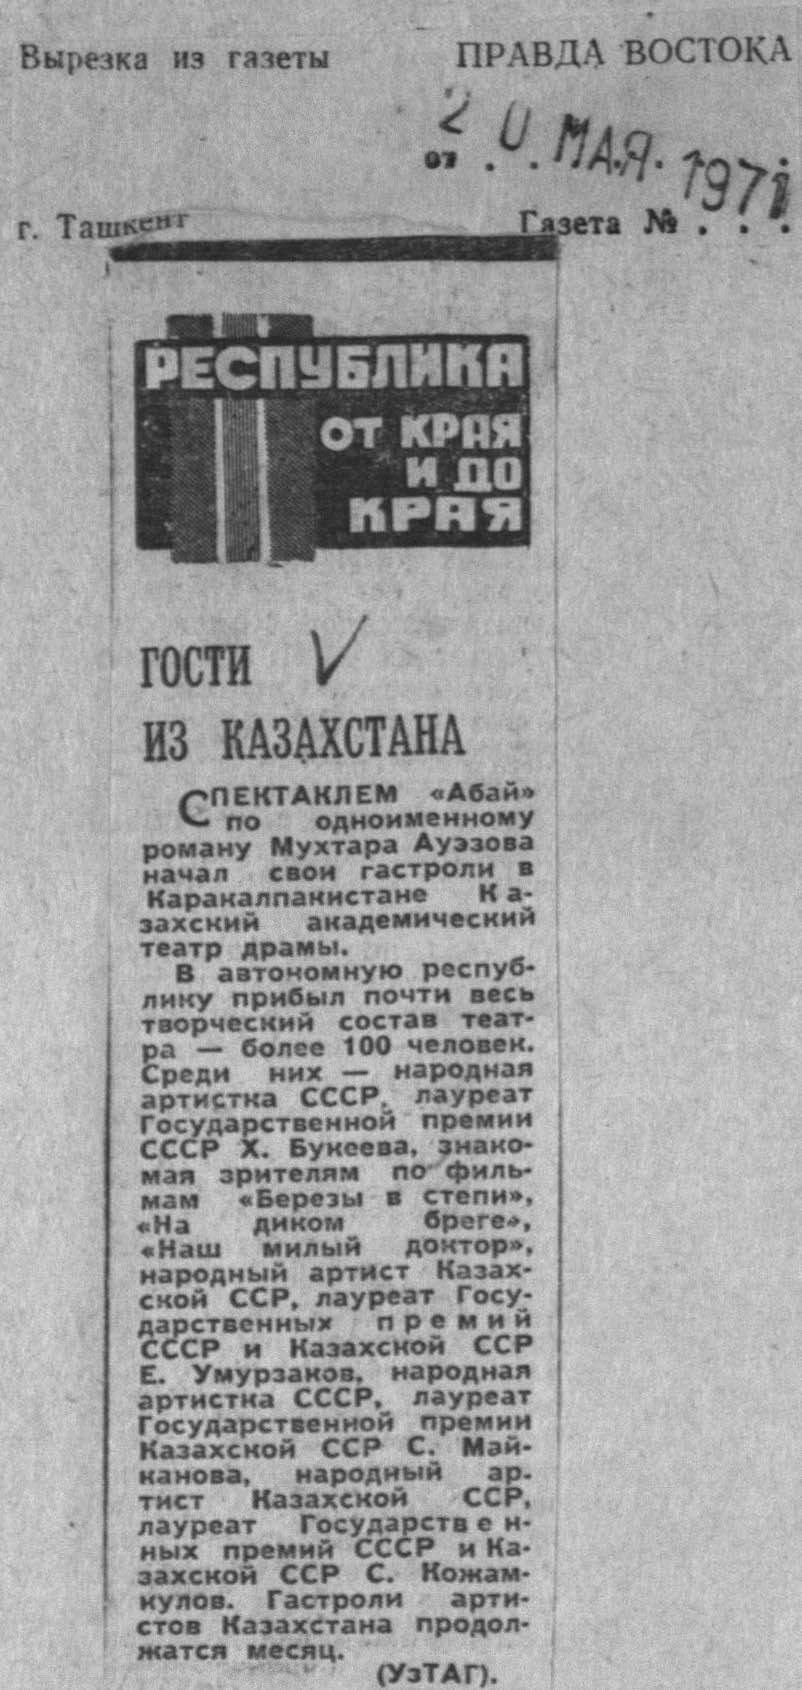 Вырезка из газеты
ПРАВДА ВОСТОКА
от 20 МАЯ 1971
г. Ташкент
Газета № . . .
РЕСПУБЛИКА
ОТ КРАЯ
И ДО
КРАЯ
ГОСТИ
ИЗ КАЗАХСТАНА
СПЕКТАКЛЕМ «Абай»
по одноименному
роману Мухтара Ауэзова
начал свои гастроли в
Каракалпакистане Ка-
захский академический
театр драмы.
В автономную респуб-
лику прибыл почти весь
творческий состав теат-
ра — более 100 человек.
Среди них — народная
артистка СССР, лауреат
Государственной премии
СССР Х. Букеева, знако-
мая зрителям по филь-
мам «Березы в степи»,
«На диком бреге»,
«Наш милый доктор»,
народный артист Казах-
ской ССР, лауреат Госу-
дарственных премий
СССР и Казахской ССР
Е. Умурзаков, народная
артистка СССР, лауреат
Государственной премии
Казахской ССР С. Май-
канова, народный ар-
тист Казахской ССР,
лауреат Государствен-
ных премий СССР и Ка-
захской ССР С. Кожам-
кулов. Гастроли арти-
стов Казахстана продол-
жатся месяц.
(УзТАГ).